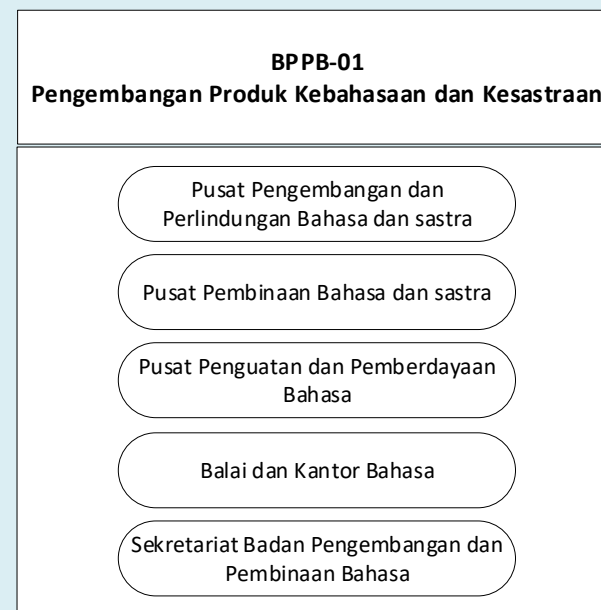 BPPB-01
Pengembangan Produk Kebahasaan dan Kesastraan
Pusat Pengembangan dan
Perlindungan Bahasa dan sastra
Pusat Pembinaan Bahasa dan sastra
Pusat Penguatan dan Pemberdayaan
Bahasa
Balai dan Kantor Bahasa
Sekretariat Badan Pengembangan dan
Pembinaan Bahasa